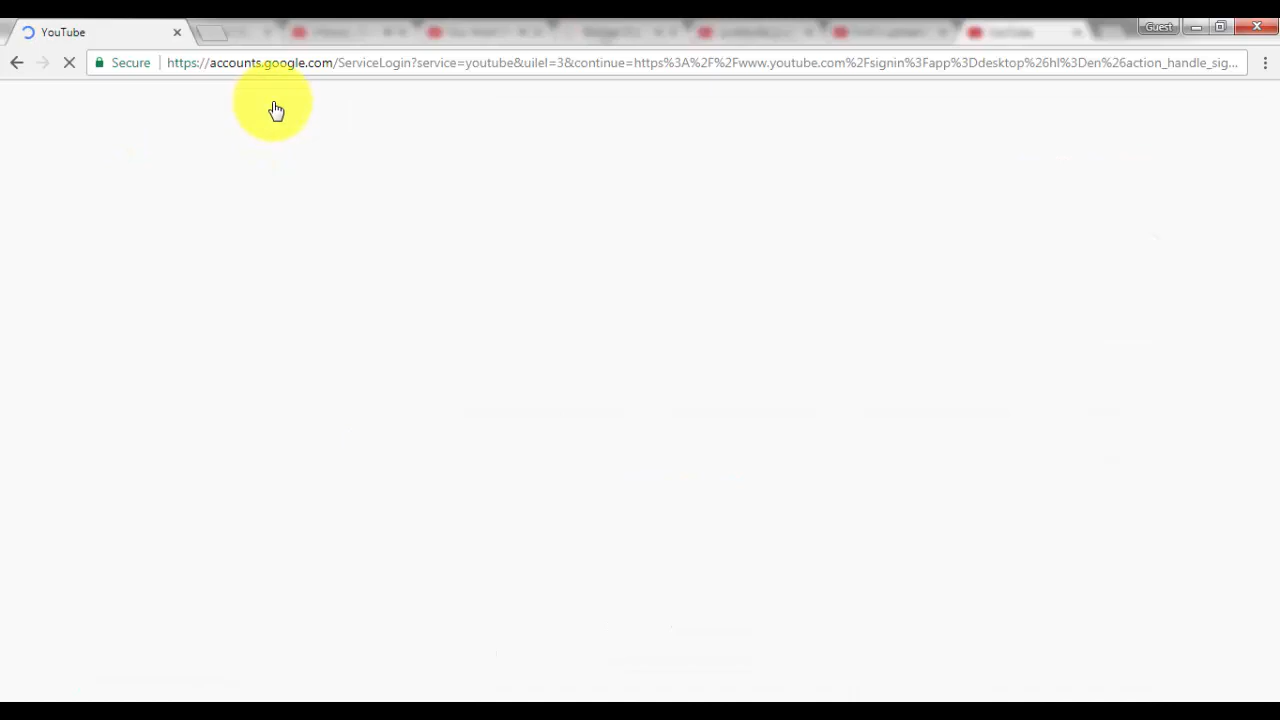 YouTube
Guest
Secure
https://accounts.google.com/ServiceLogin?service=youtube&uilel=3&continue=https%3A%2F%2Fwww.youtube.com%2Fsignin%3Fapp%3Ddesktop%26hl%3Den%26action_handle_sig...